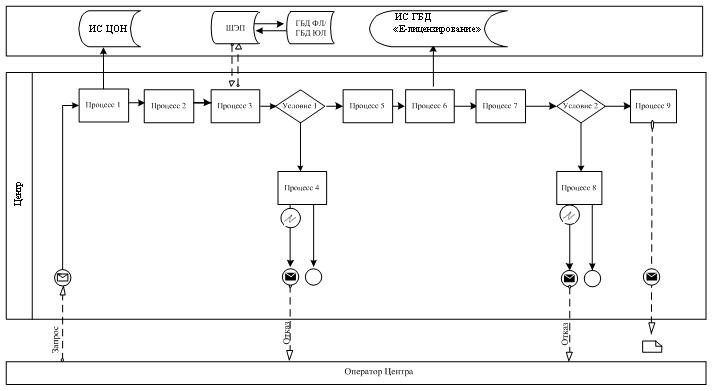 ИС ЦОН
ШЭП
ГБД ФЛ/
ГБД ЮЛ
ИС ГБД
«Е-лицензирование»
Центр
Процесс 1
Процесс 2
Процесс 3
Условие 1
Процесс 5
Процесс 6
Процесс 7
Условие 2
Процесс 9
Процесс 4
Процесс 8
Запрос
Отказ
Отказ
Оператор Центра